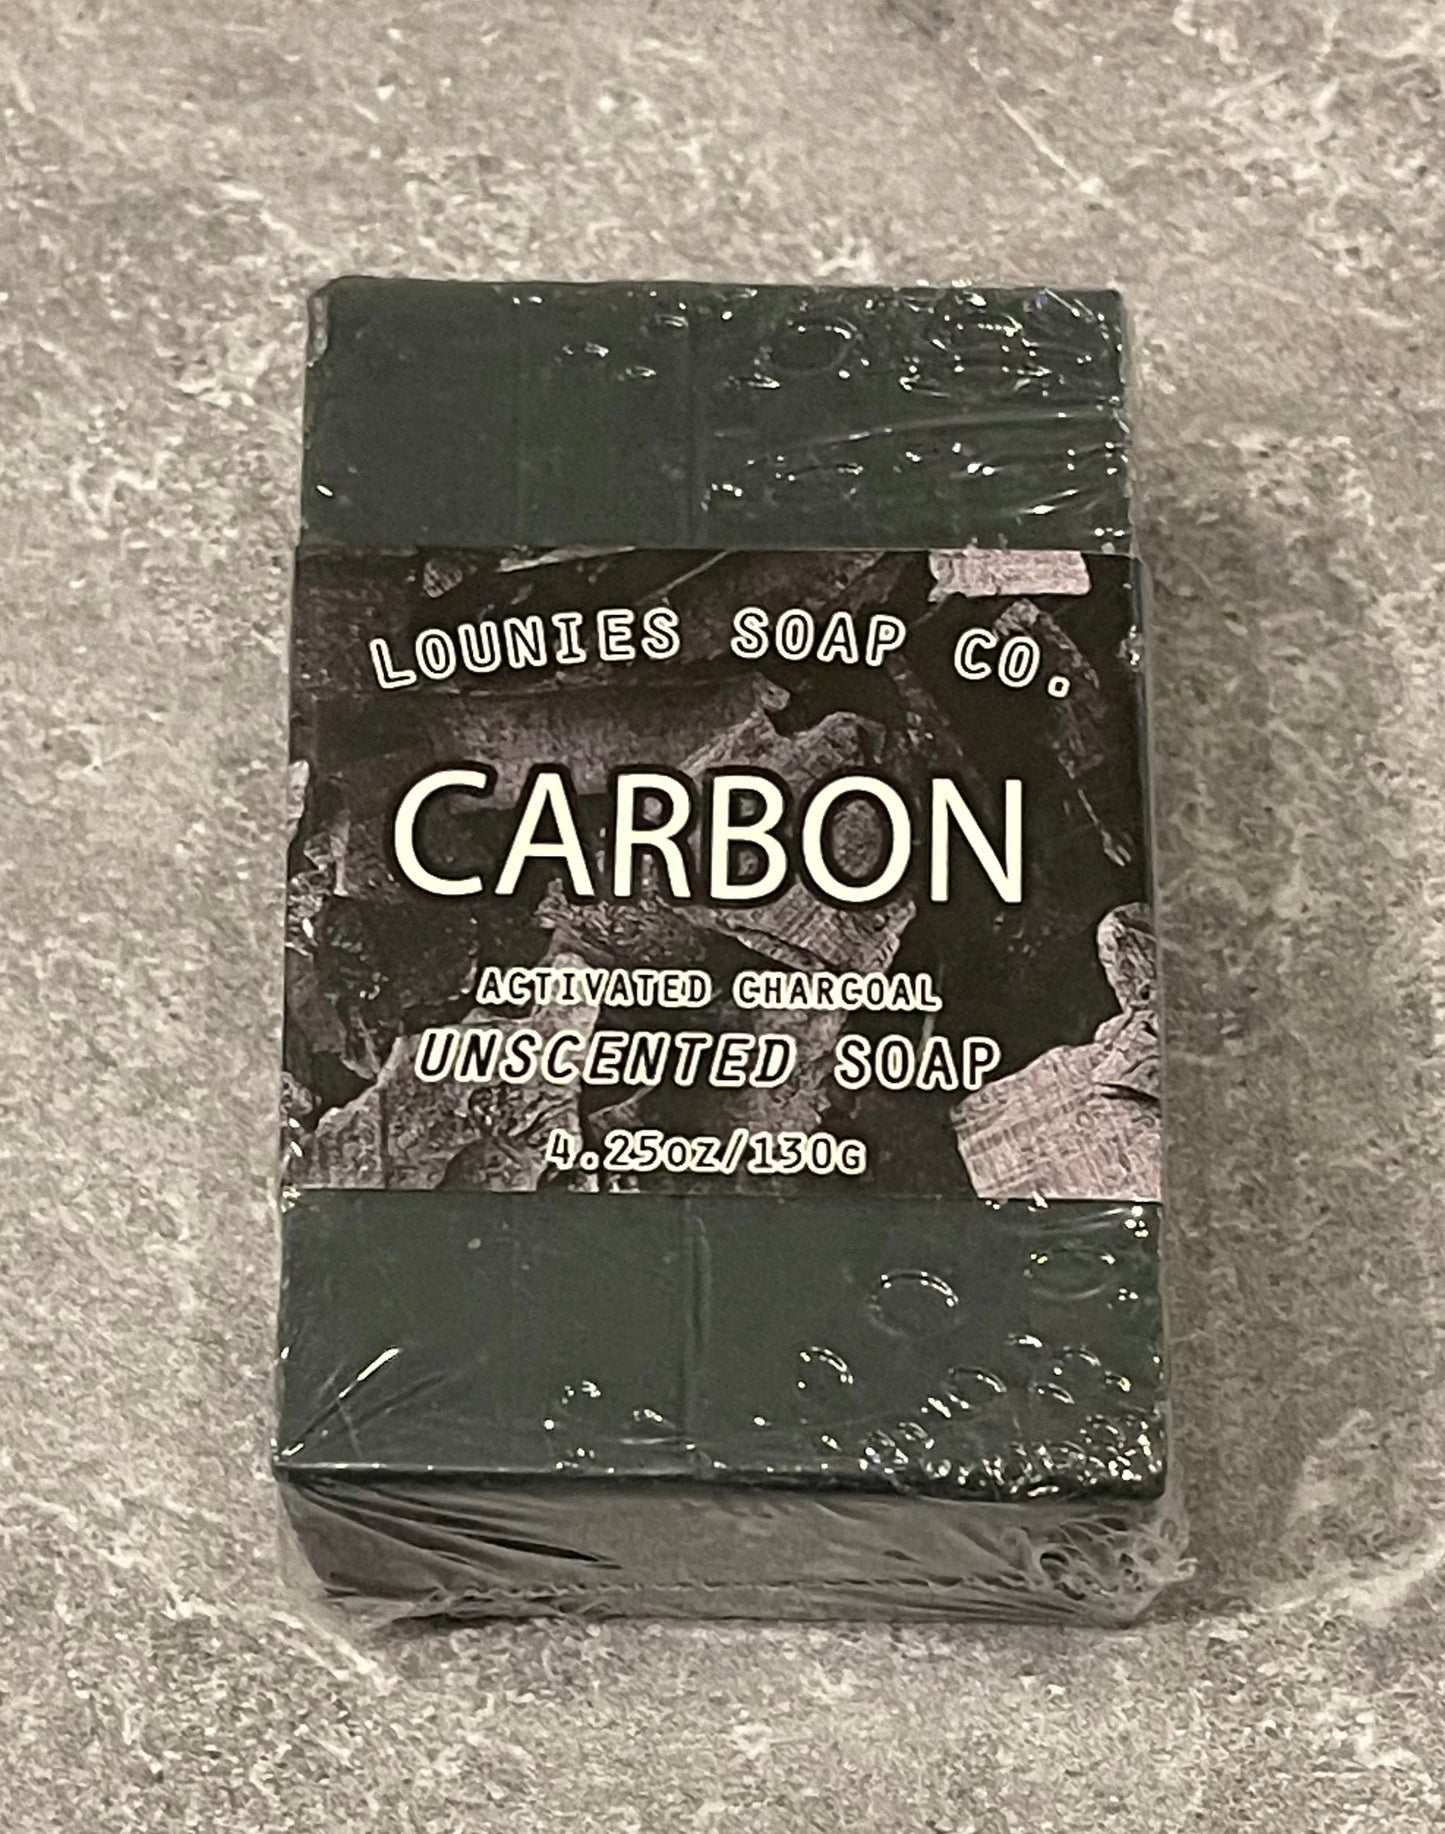 LOUNIES SOAP CO.
CARBON
ACTIVATED CHARCOAL
UNSCENTED SOAP
4.25oz/130G